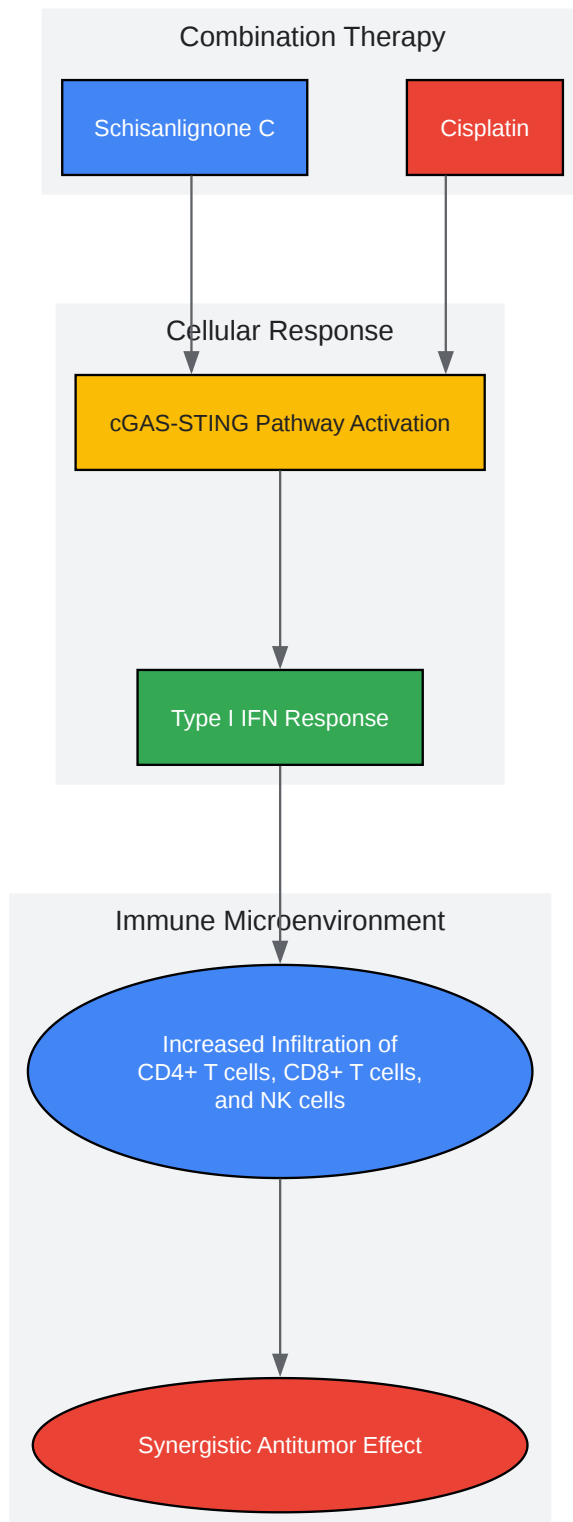 Combination Therapy
Schisanlignone C
Cisplatin
Cellular Response
cGAS-STING Pathway Activation
Type I IFN Response
Immune Microenvironment
Increased Infiltration of
CD4+ T cells, CD8+ T cells,
and NK cells
Synergistic Antitumor Effect